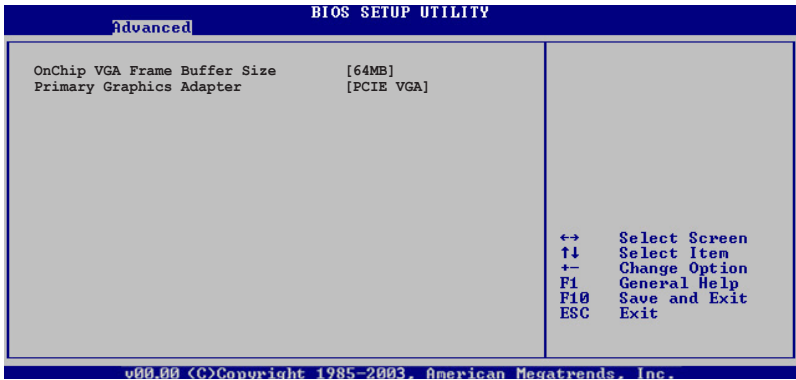 BIOS SETUP UTILITY
Advanced
OnChip VGA Frame Buffer Size [64MB]
Primary Graphics Adapter [PCIE VGA]
←→ Select Screen
↑↓ Select Item
+- Change Option
F1 General Help
F10 Save and Exit
ESC Exit
v00.00 (C)Copyright 1985-2003, American Megatrends, Inc.